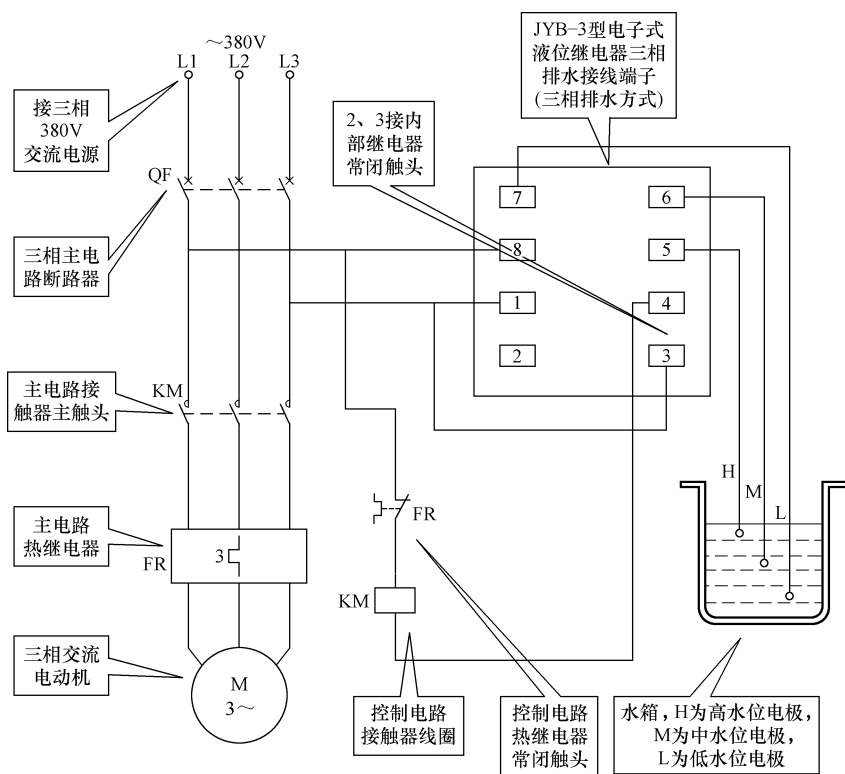 ～380V
L1
L2
L3
接三相
380V
交流电源
QF
三相主电
路断路器
2、3接内
部继电器
常闭触头
JYB-3型电子式
液位继电器三相
排水接线端子
(三相排水方式)
7
6
8
5
1
4
2
3
主电路接
触器主触头
KM
H
M
L
主电路
热继电器
FR
3
FR
KM
三相交流
电动机
M
3～
控制电路
接触器线圈
控制电路
热继电器
常闭触头
水箱，H为高水位电极，
M为中水位电极，
L为低水位电极